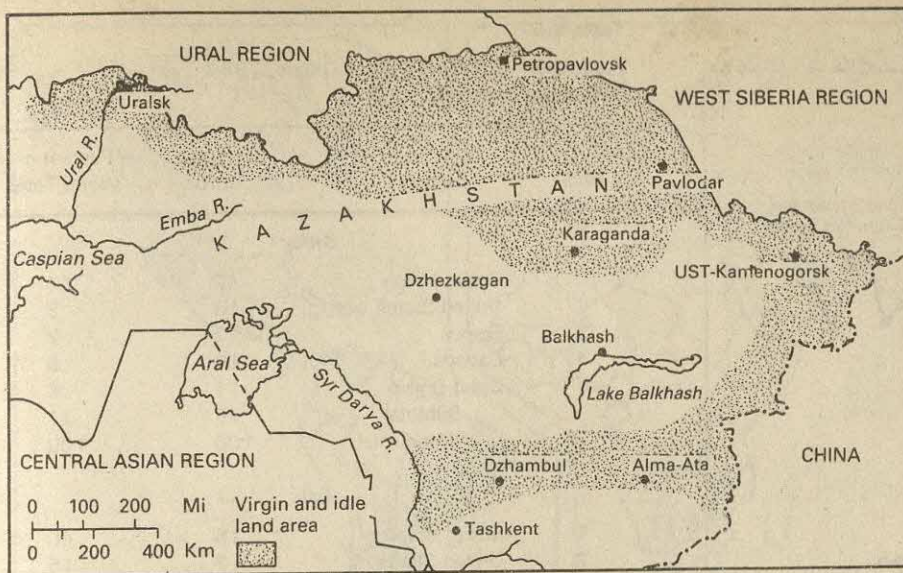 URAL REGION
Petropavlovsk
Uralsk
WEST SIBERIA REGION
Ural R.
Pavlodar
KAZAKHSTAN
Emba R.
Karaganda
Caspian Sea
UST-Kamenogorsk
Dzhezkazgan
Balkhash
Aral Sea
Syr Darya R.
Lake Balkhash
CENTRAL ASIAN REGION
Dzhambul
Alma-Ata
CHINA
0 100 200 Mi
0 200 400 Km
Virgin and idle
land area
Tashkent